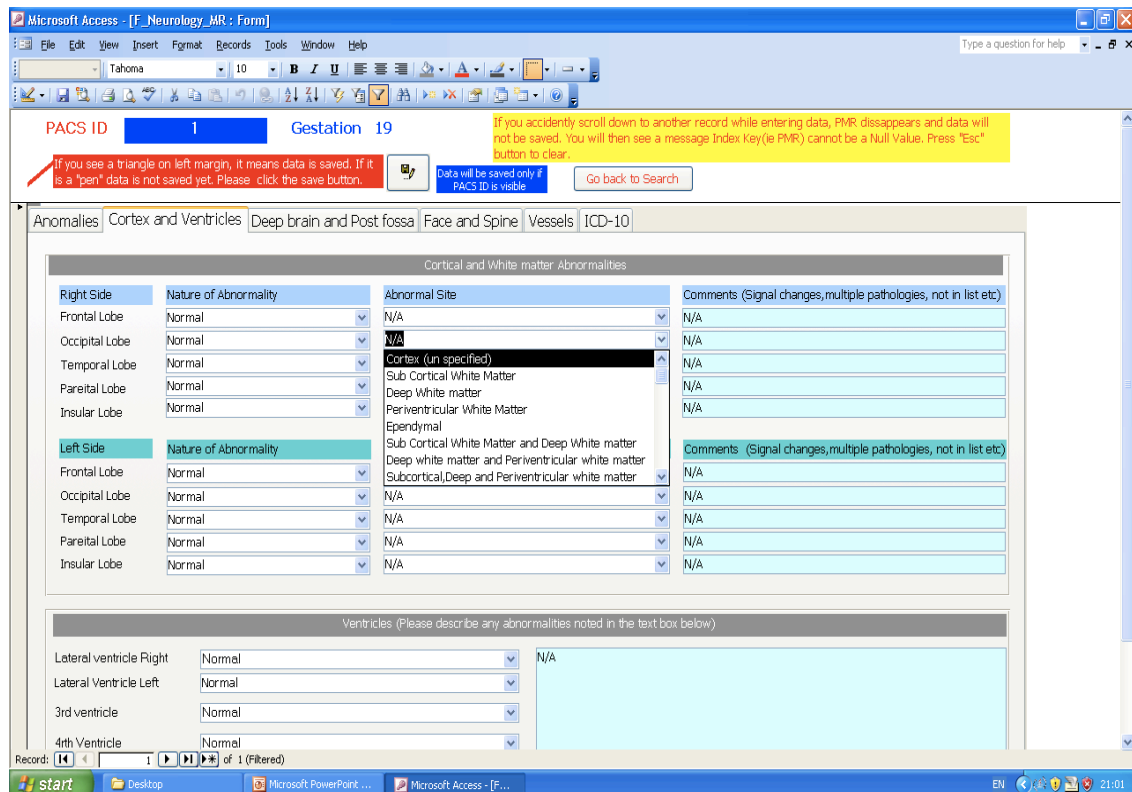 Microsoft Access - [F_Neurology_MR : Form]
File Edit View Insert Format Records Tools Window Help
Type a question for help
Tahoma 10 B I U
PACS ID 1 Gestation 19
If you accidently scroll down to another record while entering data, PMR dissappears and data will
not be saved. You will then see a message Index Key(ie PMR) cannot be a Null Value. Press "Esc"
button to clear.
If you see a triangle on left margin, it means data is saved. If it
is a "pen" data is not saved yet. Please click the save button.
Data will be saved only if
PACS ID is visible
Go back to Search
Anomalies Cortex and Ventricles Deep brain and Post fossa Face and Spine Vessels ICD-10
Cortical and White matter Abnormalities
Right Side Nature of Abnormality Abnormal Site Comments (Signal changes,multiple pathologies, not in list etc)
Frontal Lobe Normal N/A N/A
Occipital Lobe Normal N/A N/A
Temporal Lobe Normal N/A
Pareital Lobe Normal N/A
Insular Lobe Normal N/A
Cortex (un specified)
Sub Cortical White Matter
Deep White matter
Periventricular White Matter
Ependymal
Sub Cortical White Matter and Deep White matter
Deep white matter and Periventricular white matter
Subcortical,Deep and Periventricular white matter
Left Side Nature of Abnormality Comments (Signal changes,multiple pathologies, not in list etc)
Frontal Lobe Normal N/A
Occipital Lobe Normal N/A N/A
Temporal Lobe Normal N/A N/A
Pareital Lobe Normal N/A N/A
Insular Lobe Normal N/A N/A
Ventricles (Please describe any abnormalities noted in the text box below)
Lateral ventricle Right Normal N/A
Lateral Ventricle Left Normal
3rd ventricle Normal
4rth Ventricle Normal
Record: 1 of 1 (Filtered)
start Desktop Microsoft PowerPoint ... Microsoft Access - [F... EN 21:01